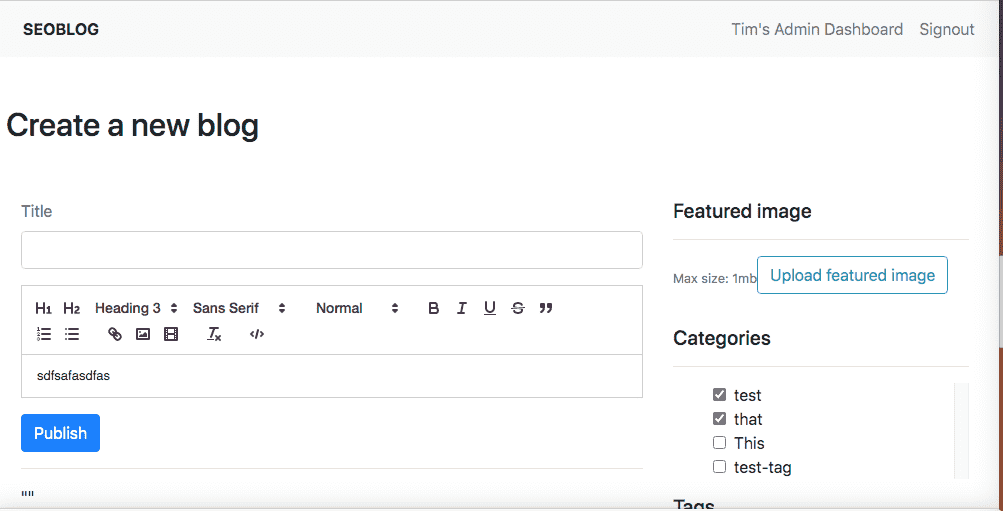 SEOBLOG
Tim's Admin Dashboard Signout
Create a new blog
Title
H1 H2 Heading 3 Sans Serif Normal B I U S ”
Tx </>
sdfsafasdfas
Publish
""
Featured image
Max size: 1mb Upload featured image
Categories
test
that
This
test-tag
Tags